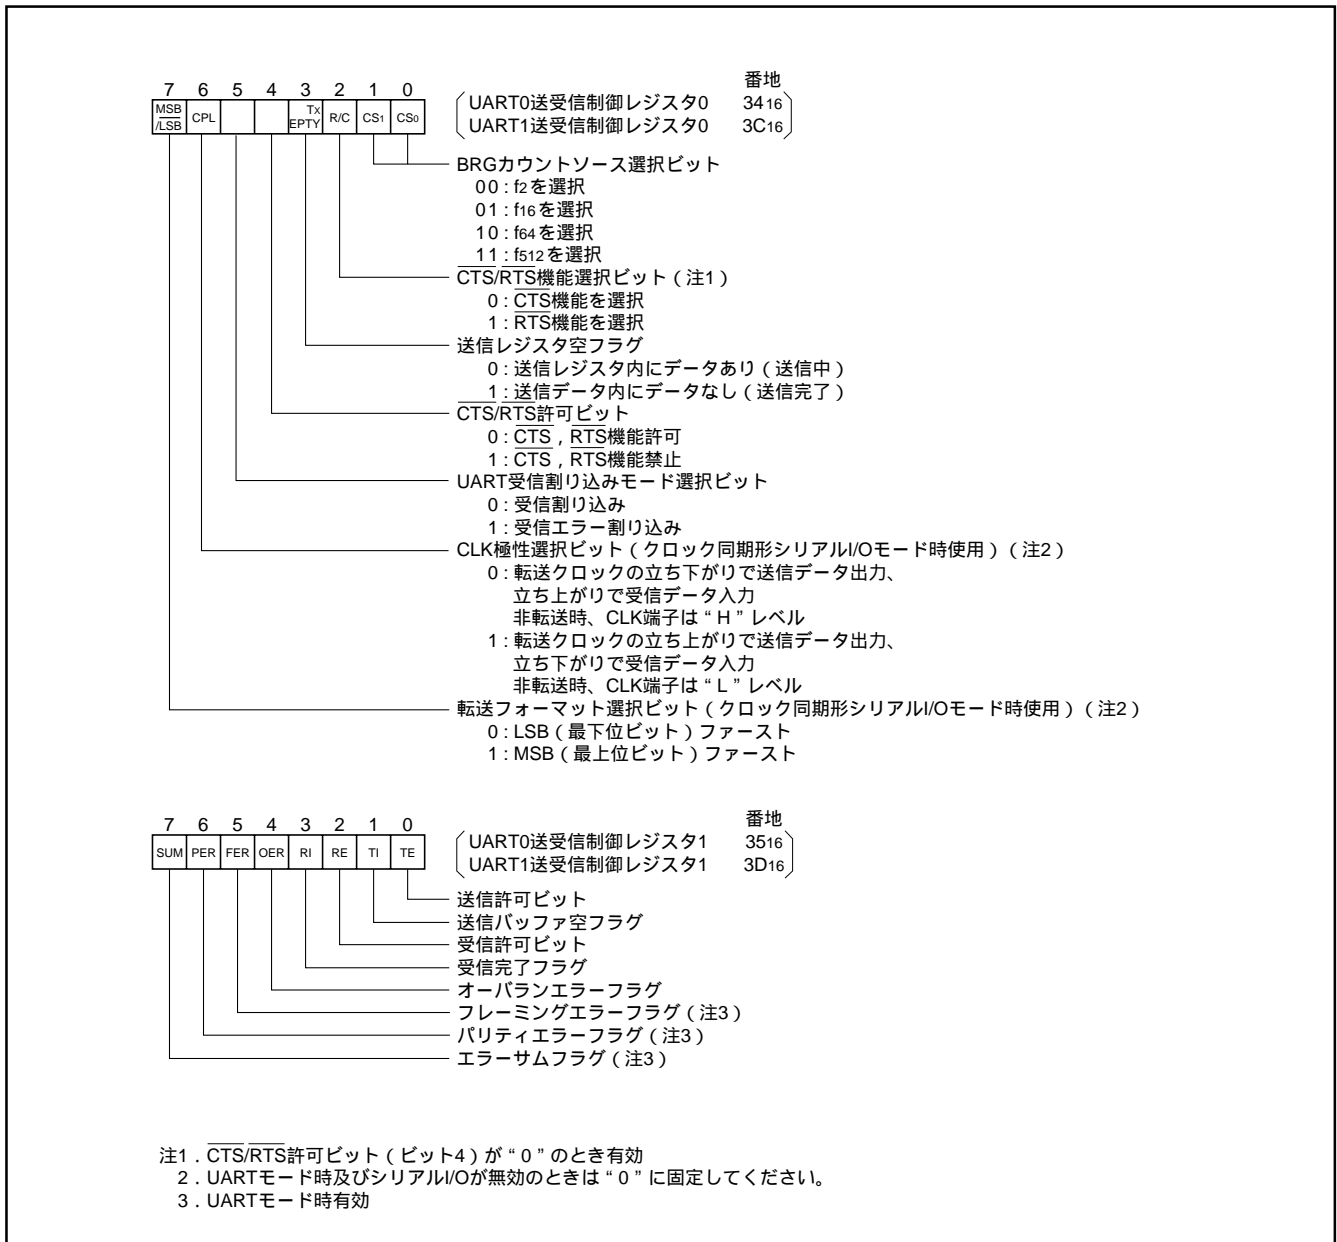 番地
7 6 5 4 3 2 1 0
MSB/LSB CPL TX EPTY R/C CS1 CS0
UART0送受信制御レジスタ0 3416
UART1送受信制御レジスタ0 3C16
BRGカウントソース選択ビット
00 : f2を選択
01 : f16を選択
10 : f64を選択
11 : f512を選択
CTS/RTS機能選択ビット(注1)
0 : CTS機能を選択
1 : RTS機能を選択
送信レジスタ空フラグ
0 : 送信レジスタ内にデータあり(送信中)
1 : 送信データ内にデータなし(送信完了)
CTS/RTS許可ビット
0 : CTS , RTS機能許可
1 : CTS , RTS機能禁止
UART受信割り込みモード選択ビット
0 : 受信割り込み
1 : 受信エラー割り込み
CLK極性選択ビット(クロック同期形シリアルI/Oモード時使用)(注2)
0 : 転送クロックの立ち下がりで送信データ出力、
立ち上がりで受信データ入力
非転送時、CLK端子は“H”レベル
1 : 転送クロックの立ち上がりで送信データ出力、
立ち下がりで受信データ入力
非転送時、CLK端子は“L”レベル
転送フォーマット選択ビット(クロック同期形シリアルI/Oモード時使用)(注2)
0 : LSB(最下位ビット)ファースト
1 : MSB(最上位ビット)ファースト
番地
7 6 5 4 3 2 1 0
SUM PER FER OER RI RE TI TE
UART0送受信制御レジスタ1 3516
UART1送受信制御レジスタ1 3D16
送信許可ビット
送信バッファ空フラグ
受信許可ビット
受信完了フラグ
オーバランエラーフラグ
フレーミングエラーフラグ(注3)
パリティエラーフラグ(注3)
エラーサムフラグ(注3)
注1．CTS/RTS許可ビット(ビット4)が“0”のとき有効
2．UARTモード時及びシリアルI/Oが無効のときは“0”に固定してください。
3．UARTモード時有効